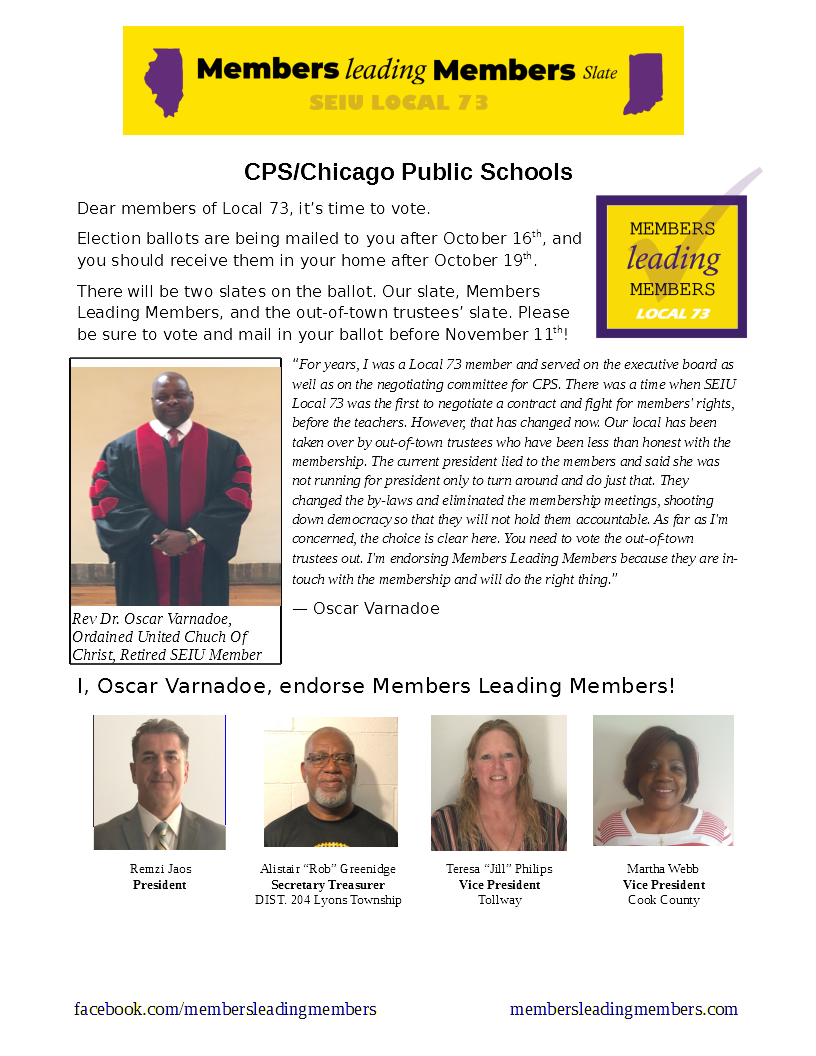 Members leading Members Slate
SEIU LOCAL 73
CPS/Chicago Public Schools
Dear members of Local 73, it’s time to vote.
Election ballots are being mailed to you after October 16th, and
you should receive them in your home after October 19th.
There will be two slates on the ballot. Our slate, Members
Leading Members, and the out-of-town trustees’ slate. Please
be sure to vote and mail in your ballot before November 11th!
MEMBERS
leading
MEMBERS
LOCAL 73
“For years, I was a Local 73 member and served on the executive board as
well as on the negotiating committee for CPS. There was a time when SEIU
Local 73 was the first to negotiate a contract and fight for members' rights,
before the teachers. However, that has changed now. Our local has been
taken over by out-of-town trustees who have been less than honest with the
membership. The current president lied to the members and said she was
not running for president only to turn around and do just that. They
changed the by-laws and eliminated the membership meetings, shooting
down democracy so that they will not hold them accountable. As far as I'm
concerned, the choice is clear here. You need to vote the out-of-town
trustees out. I'm endorsing Members Leading Members because they are in-
touch with the membership and will do the right thing.”
— Oscar Varnadoe
Rev Dr. Oscar Varnadoe,
Ordained United Chuch Of
Christ, Retired SEIU Member
I, Oscar Varnadoe, endorse Members Leading Members!
Remzi Jaos
President
Alistair “Rob” Greenidge
Secretary Treasurer
DIST. 204 Lyons Township
Teresa “Jill” Philips
Vice President
Tollway
Martha Webb
Vice President
Cook County
facebook.com/membersleadingmembers
membersleadingmembers.com